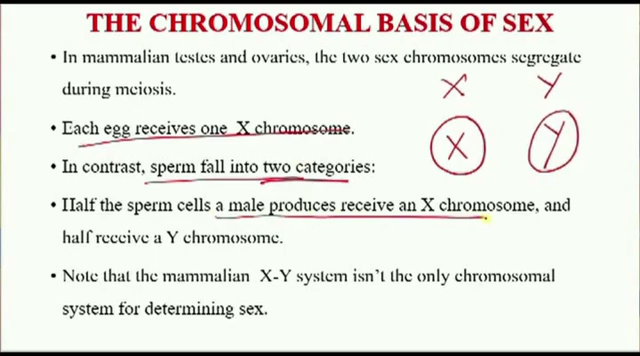 THE CHROMOSOMAL BASIS OF SEX
• In mammalian testes and ovaries, the two sex chromosomes segregate
during meiosis.
X Y
• Each egg receives one X chromosome.
X Y
• In contrast, sperm fall into two categories:
• Half the sperm cells a male produces receive an X chromosome, and
half receive a Y chromosome.
• Note that the mammalian X-Y system isn't the only chromosomal
system for determining sex.